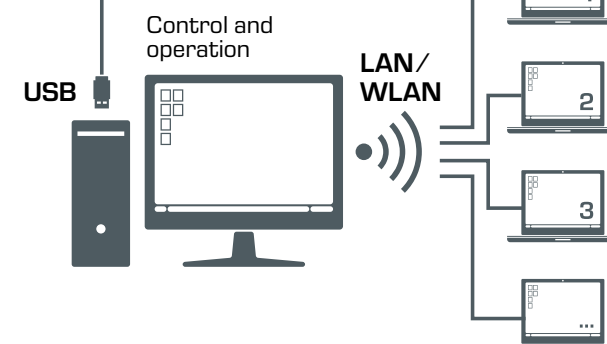 Control and
operation
USB
LAN/
WLAN
2
3
...